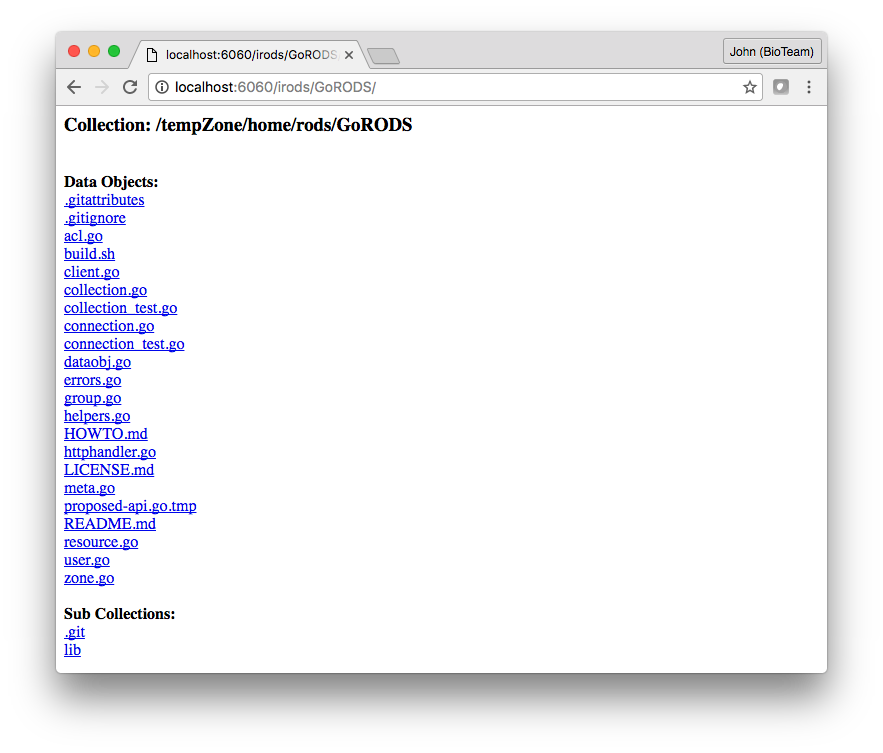 localhost:6060/irods/GoRODS
John (BioTeam)
localhost:6060/irods/GoRODS/
Collection: /tempZone/home/rods/GoRODS
Data Objects:
.gitattributes
.gitignore
acl.go
build.sh
client.go
collection.go
collection_test.go
connection.go
connection_test.go
dataobj.go
errors.go
group.go
helpers.go
HOWTO.md
httphandler.go
LICENSE.md
meta.go
proposed-api.go.tmp
README.md
resource.go
user.go
zone.go
Sub Collections:
.git
lib